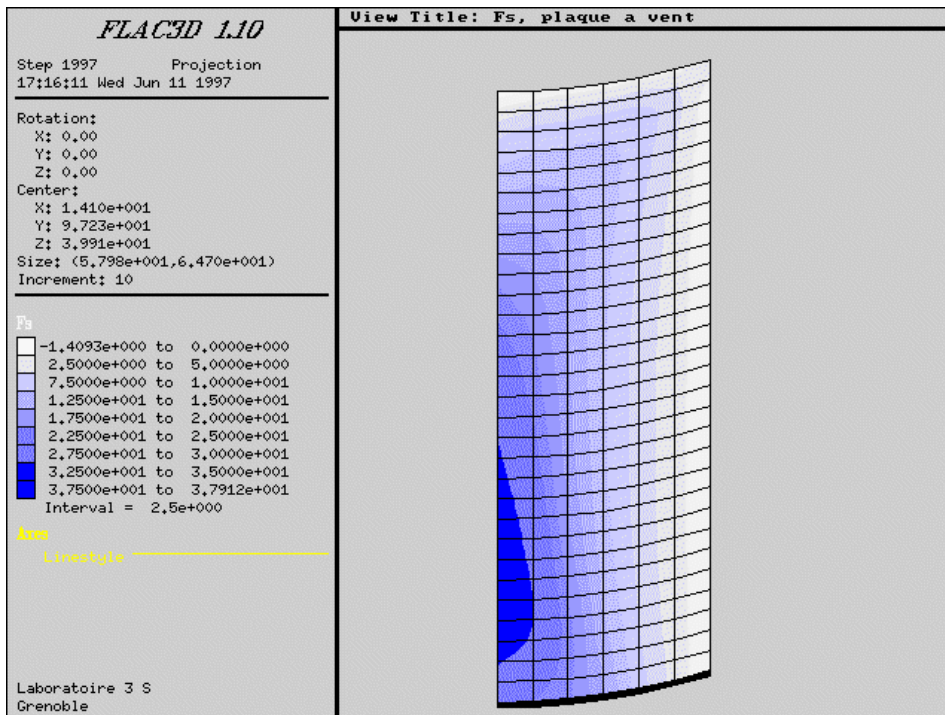 FLAC3D 1.10
Step 1997 Projection
17:16:11 Wed Jun 11 1997
Rotation:
X: 0.00
Y: 0.00
Z: 0.00
Center:
X: 1.410e+001
Y: 9.723e+001
Z: 3.991e+001
Size: (5.798e+001,6.470e+001)
Increment: 10
Fs
-1.4093e+000 to 0.0000e+000
2.5000e+000 to 5.0000e+000
7.5000e+000 to 1.0000e+001
1.2500e+001 to 1.5000e+001
1.7500e+001 to 2.0000e+001
2.2500e+001 to 2.5000e+001
2.7500e+001 to 3.0000e+001
3.2500e+001 to 3.5000e+001
3.7500e+001 to 3.7912e+001
Interval = 2.5e+000
Axes
Linestyle
Laboratoire 3 S
Grenoble
View Title: Fs, plaque a vent